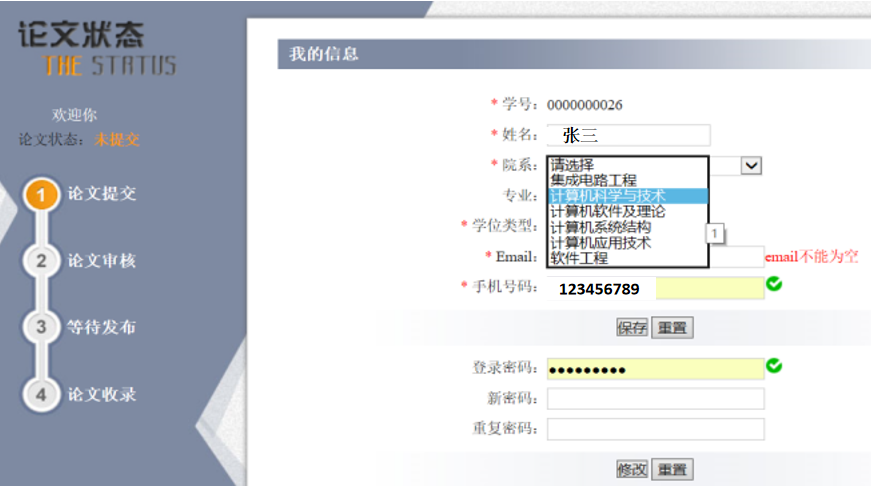 论文状态
THE STATUS
欢迎你
论文状态：未提交
1 论文提交
2 论文审核
3 等待发布
4 论文收录
我的信息
* 学号：0000000026
* 姓名：张三
* 院系：请选择
集成电路工程
专业：计算机科学与技术
计算机软件及理论
* 学位类型：计算机系统结构
1
计算机应用技术
* Email：软件工程 email不能为空
* 手机号码：123456789
保存 重置
登录密码：●●●●●●●●●
新密码：
重复密码：
修改 重置